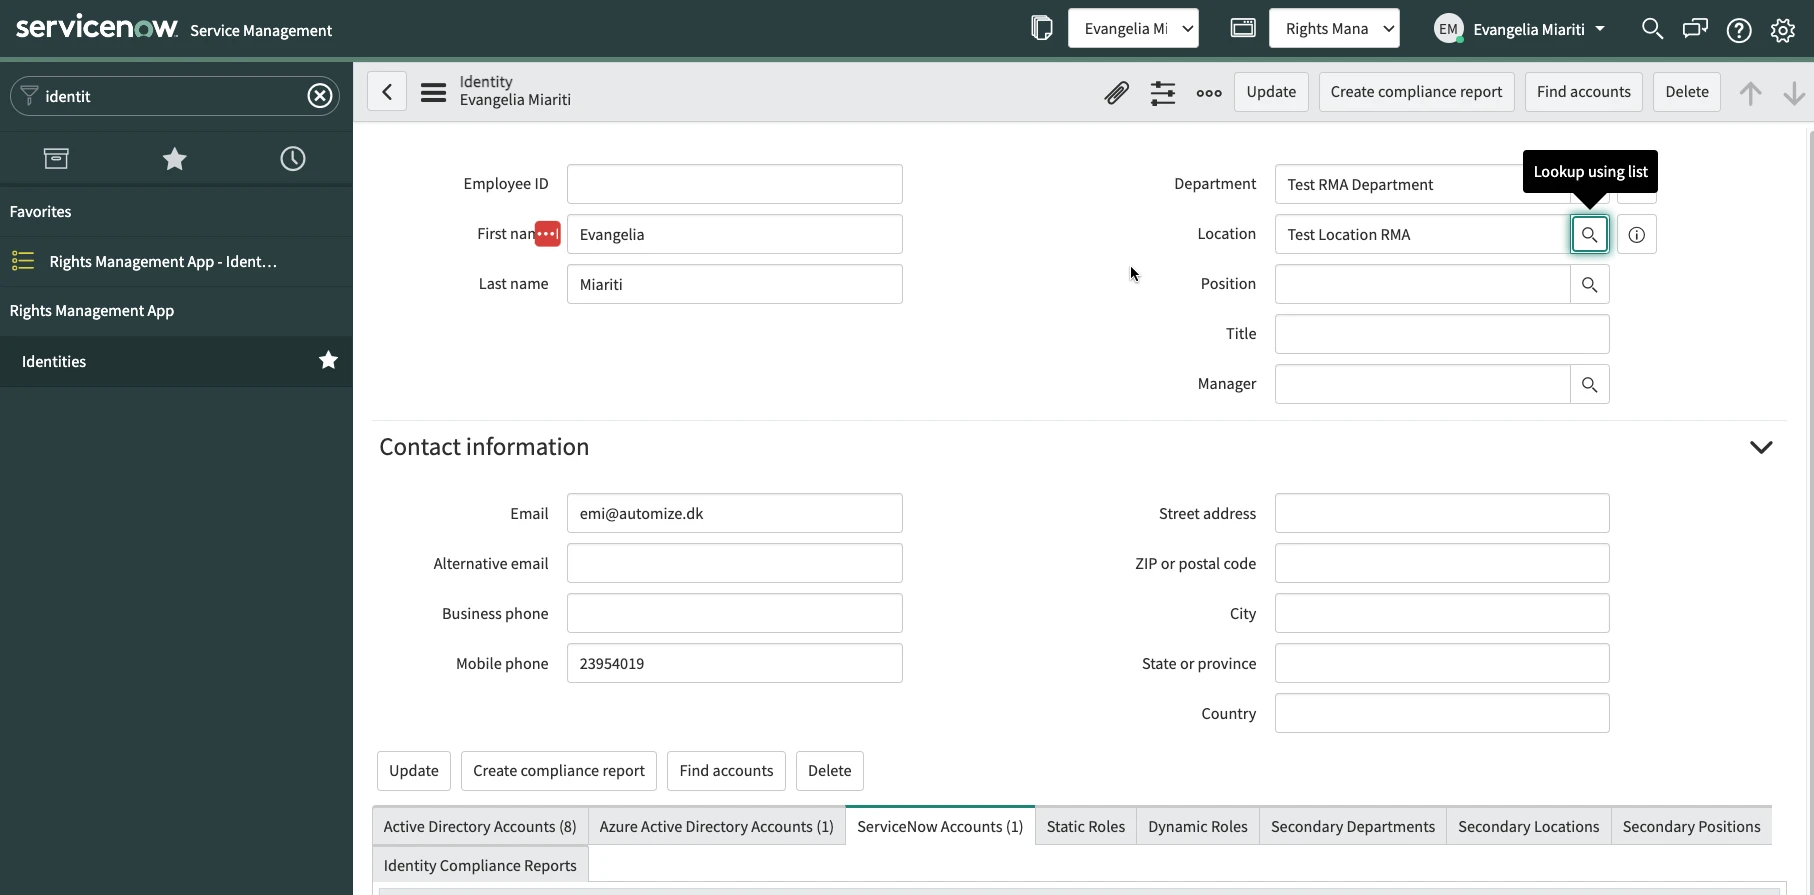 servicenow Service Management
Evangelia Mi
Rights Mana
EM Evangelia Miariti
identit
Favorites
Rights Management App - Ident…
Rights Management App
Identities
Identity
Evangelia Miariti
Update Create compliance report Find accounts Delete
Lookup using list
Employee ID
First nam
Evangelia
Last name
Miariti
Department
Test RMA Department
Location
Test Location RMA
Position
Title
Manager
Contact information
Email
emi@automize.dk
Alternative email
Business phone
Mobile phone
23954019
Street address
ZIP or postal code
City
State or province
Country
Update Create compliance report Find accounts Delete
Active Directory Accounts (8) Azure Active Directory Accounts (1) ServiceNow Accounts (1) Static Roles Dynamic Roles Secondary Departments Secondary Locations Secondary Positions
Identity Compliance Reports